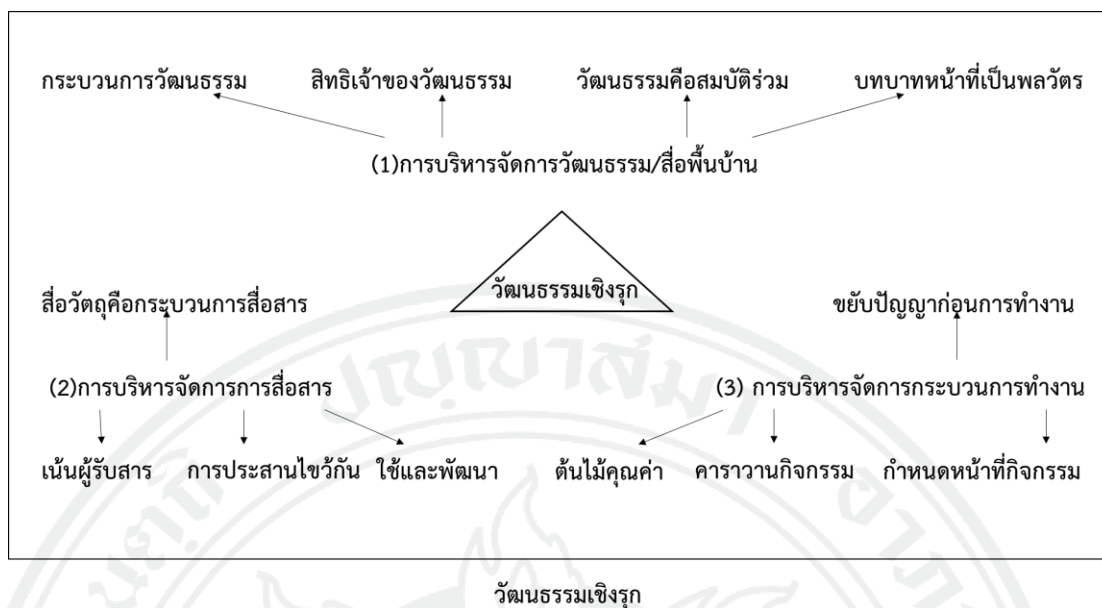 กระบวนการวัฒนธรรม สิทธิเจ้าของวัฒนธรรม วัฒนธรรมคือสมบัติร่วม บทบาทหน้าที่เป็นพลวัตร
(1)การบริหารจัดการวัฒนธรรม/สื่อพื้นบ้าน
วัฒนธรรมเชิงรุก
สื่อวัตถุคือกระบวนการสื่อสาร ขยับปัญญาก่อนการทำงาน
(2)การบริหารจัดการการสื่อสาร (3) การบริหารจัดการกระบวนการทำงาน
เน้นผู้รับสาร การประสานไขว้กัน ใช้และพัฒนา ต้นไม้คุณค่า คาราวานกิจกรรม กำหนดหน้าที่กิจกรรม
วัฒนธรรมเชิงรุก